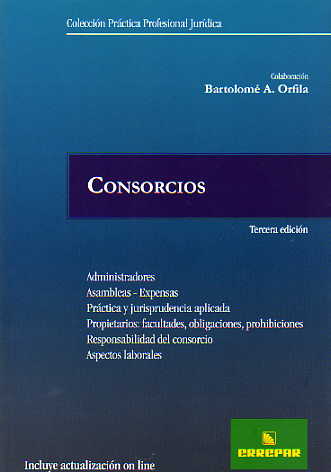 Colección Práctica Profesional Jurídica
Colaboración
Bartolomé A. Orfila
CONSORCIOS
Tercera edición
Administradores
Asambleas - Expensas
Práctica y jurisprudencia aplicada
Propietarios: facultades, obligaciones, prohibiciones
Responsabilidad del consorcio
Aspectos laborales
ERREPAR
Incluye actualización on line